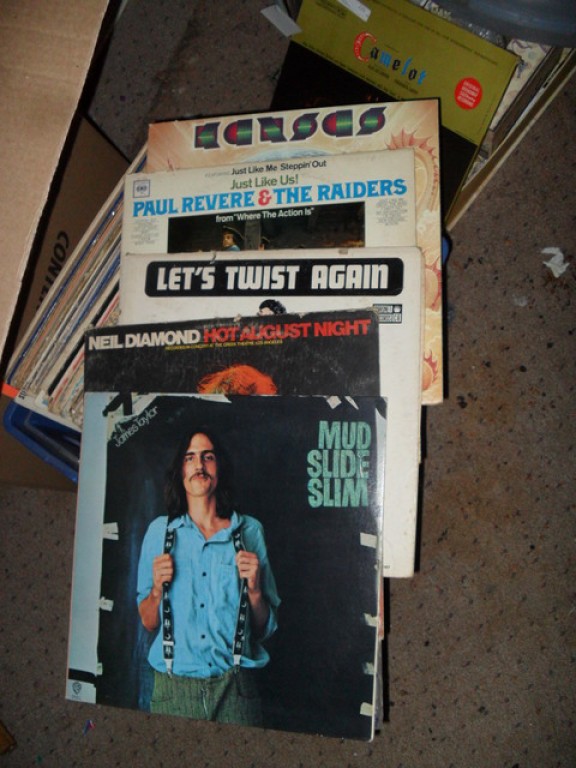 Camelot
KANSAS
Just Like Me Steppin' Out
Just Like Us!
PAUL REVERE & THE RAIDERS
from "Where The Action Is"
LET'S TWIST AGAIN
NEIL DIAMOND HOT AUGUST NIGHT
James Taylor
MUD
SLIDE
SLIM
CON